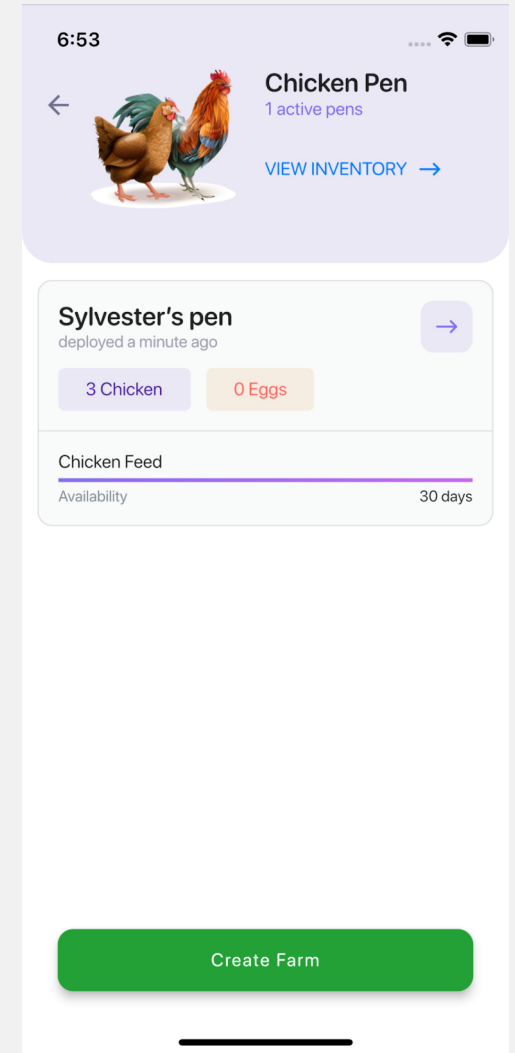 6:53
Chicken Pen
1 active pens
VIEW INVENTORY
Sylvester's pen
deployed a minute ago
3 Chicken
0 Eggs
Chicken Feed
Availability
30 days
Create Farm